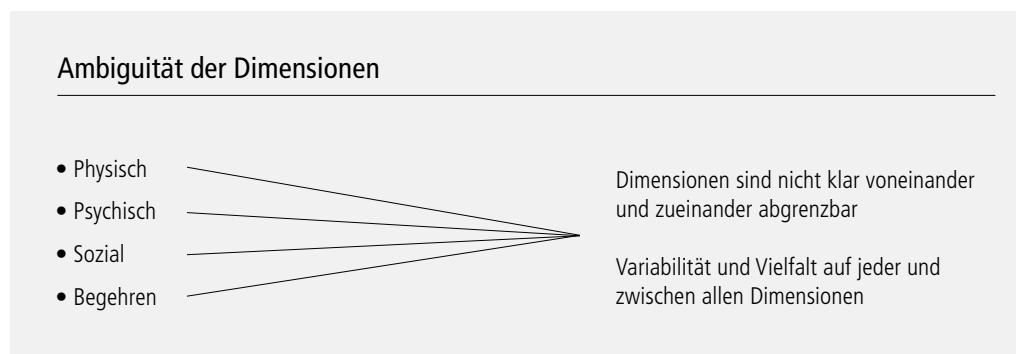 Ambiguität der Dimensionen
• Physisch
• Psychisch
• Sozial
• Begehren
Dimensionen sind nicht klar voneinander
und zueinander abgrenzbar
Variabilität und Vielfalt auf jeder und
zwischen allen Dimensionen